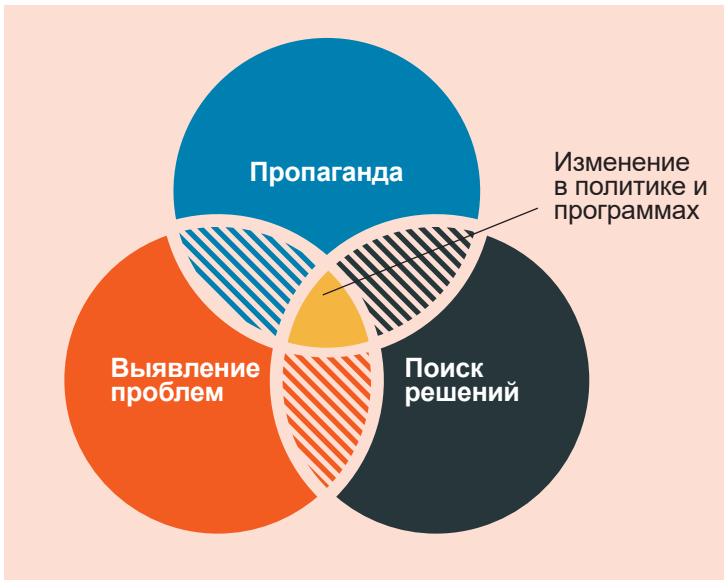 Пропаганда
Изменение
в политике и
программах
Выявление
проблем
Поиск
решений